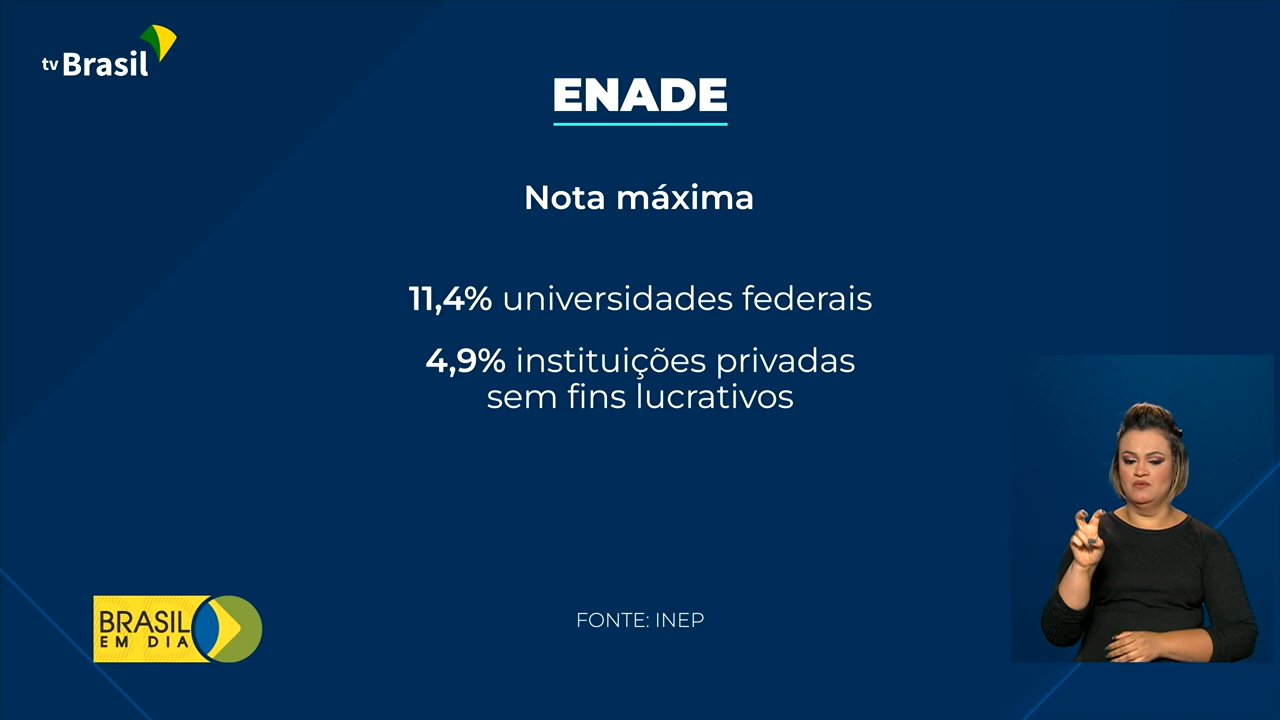 tv Brasil
ENADE
Nota máxima
11,4% universidades federais
4,9% instituições privadas
sem fins lucrativos
BRASIL
EM DIA
FONTE: INEP